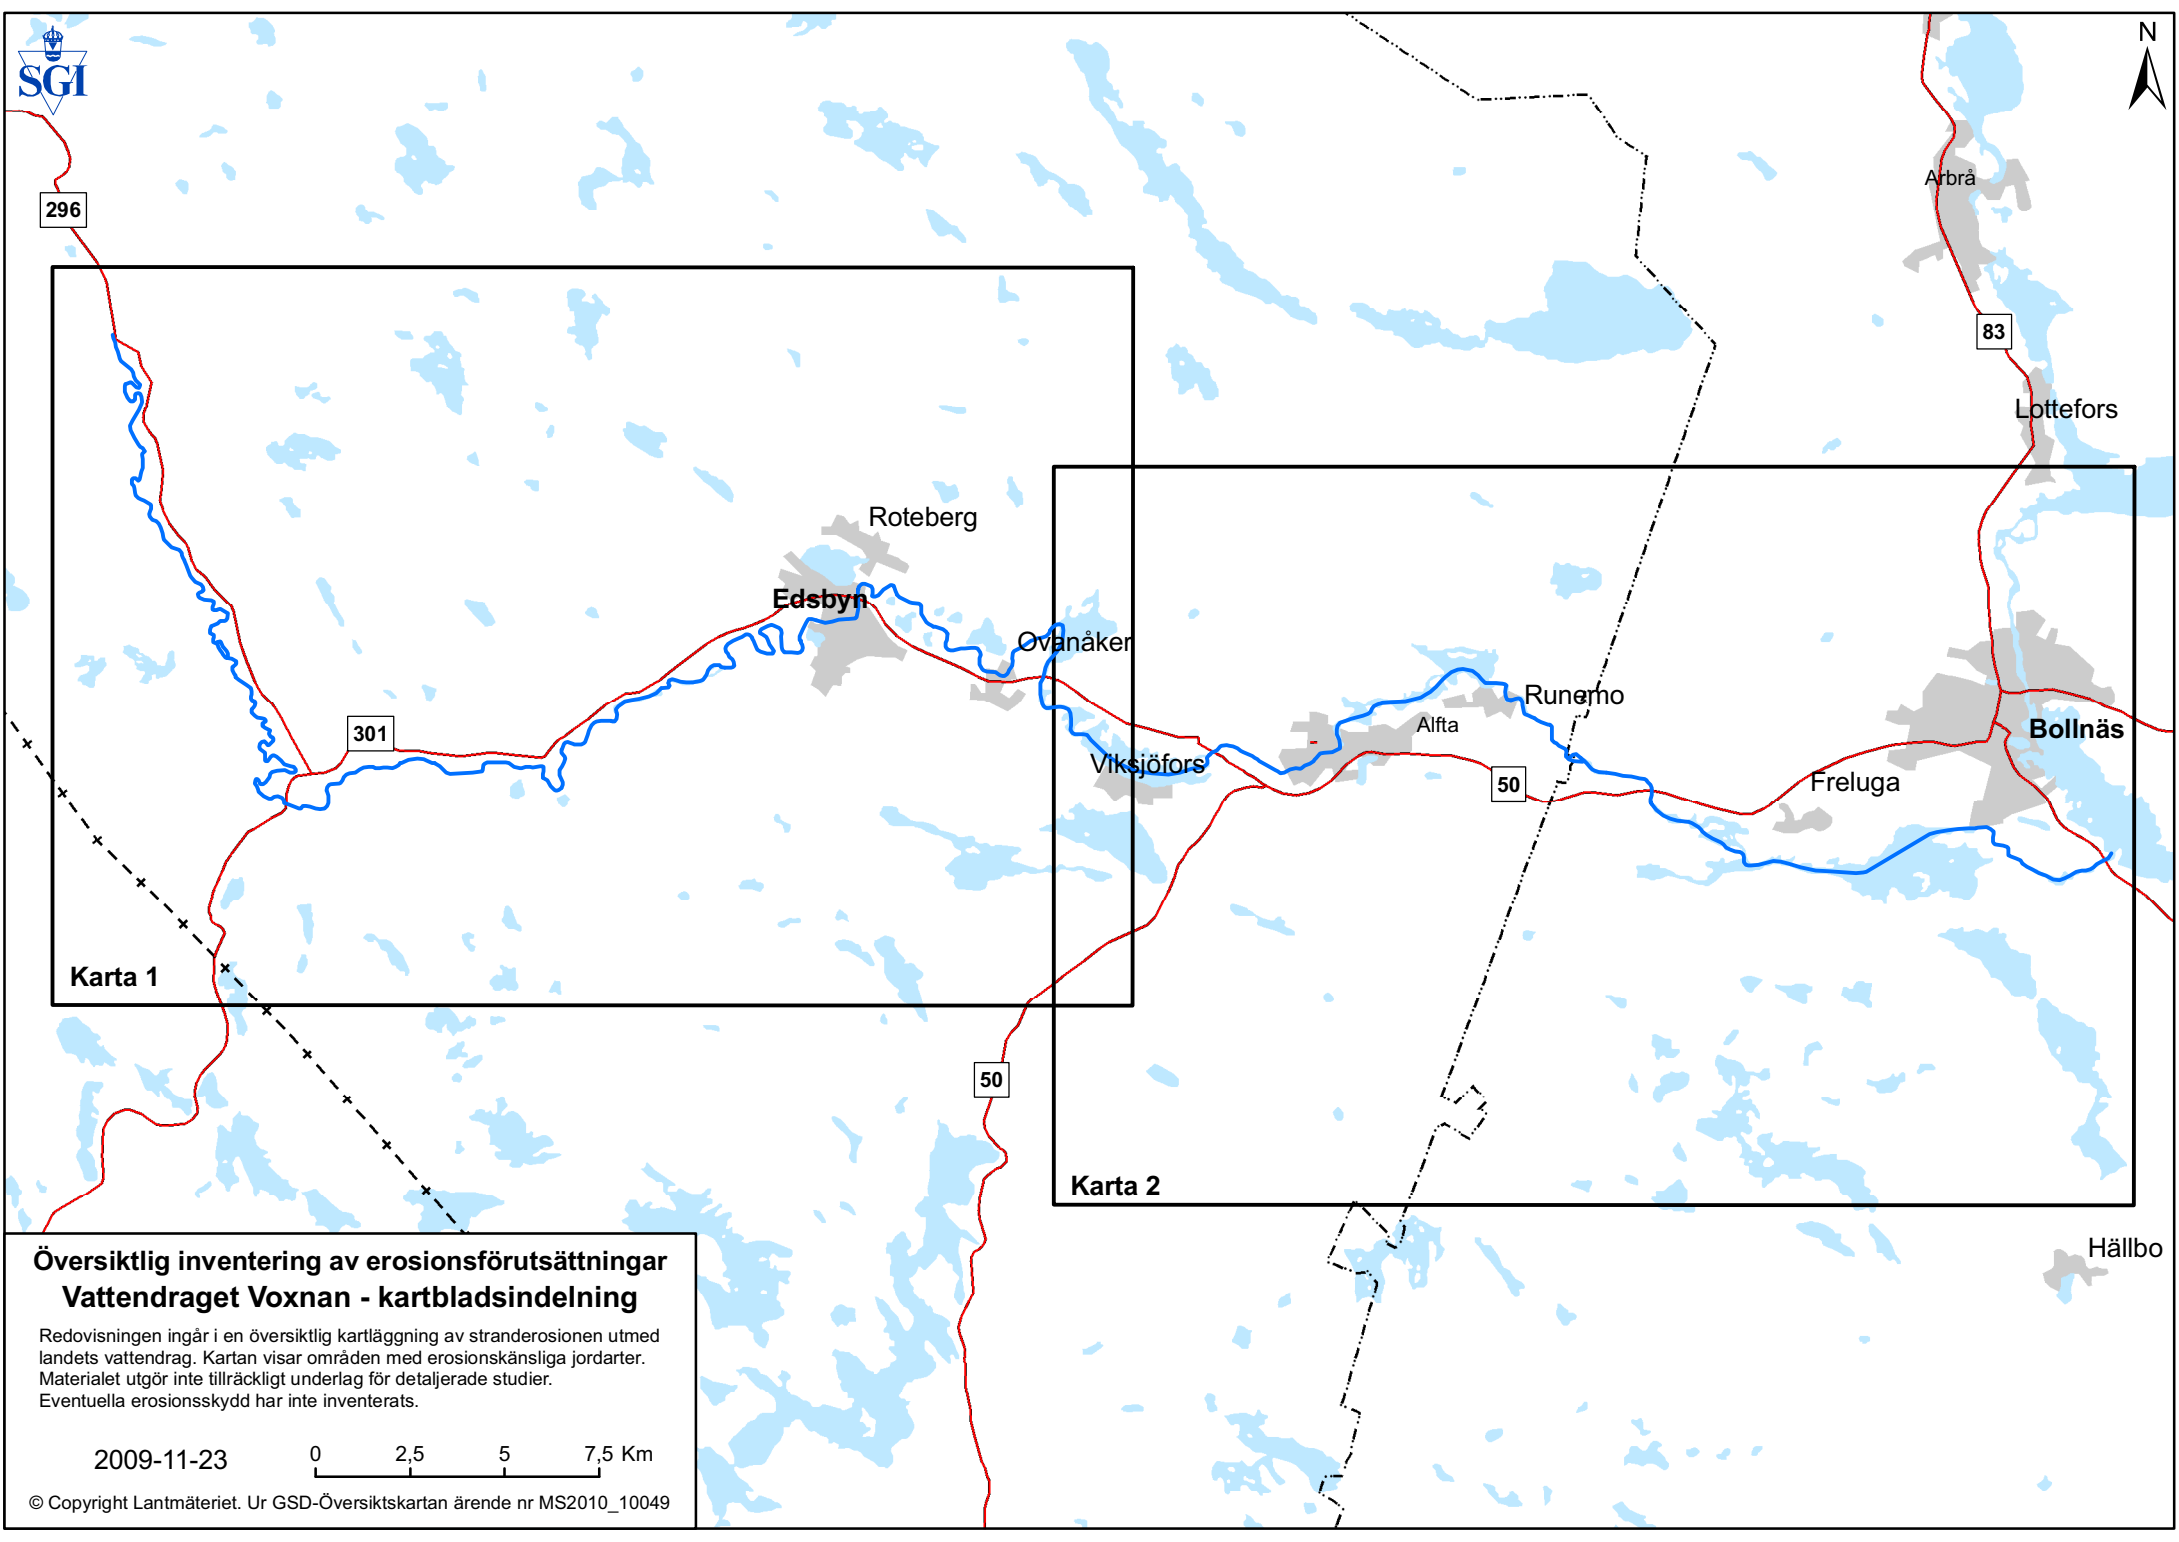 SGI
N
Arbrå
296
83
Lottefors
Roteberg
Edsbyn
Ovanåker
Runemo
Alfta
301
Bollnäs
Viksjöfors
50
Freluga
Karta 1
50
Karta 2
Hällbo
Översiktlig inventering av erosionsförutsättningar
Vattendraget Voxnan - kartbladsindelning
Redovisningen ingår i en översiktlig kartläggning av stranderosionen utmed
landets vattendrag. Kartan visar områden med erosionskänsliga jordarter.
Materialet utgör inte tillräckligt underlag för detaljerade studier.
Eventuella erosionsskydd har inte inventerats.
2009-11-23
0 2,5 5 7,5 Km
© Copyright Lantmäteriet. Ur GSD-Översiktskartan ärende nr MS2010_10049